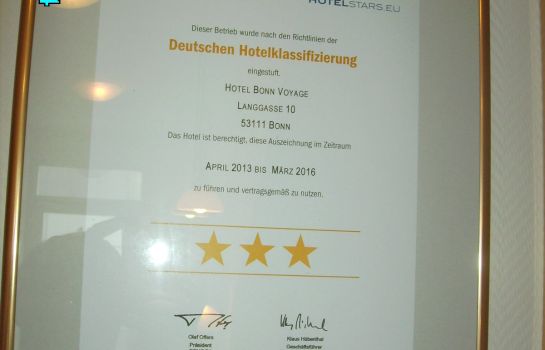 HOTELSTARS.EU
Dieser Betrieb wurde nach den Richtlinien der
Deutschen Hotelklassifizierung
eingestuft.
HOTEL BONN VOYAGE
LANGGASSE 10
53111 BONN
Das Hotel ist berechtigt, diese Auszeichnung im Zeitraum
APRIL 2013 BIS MÄRZ 2016
zu führen und vertragsgemäß zu nutzen.
Olaf Offers
Klaus Hübenthal
Präsident
Geschäftsführer